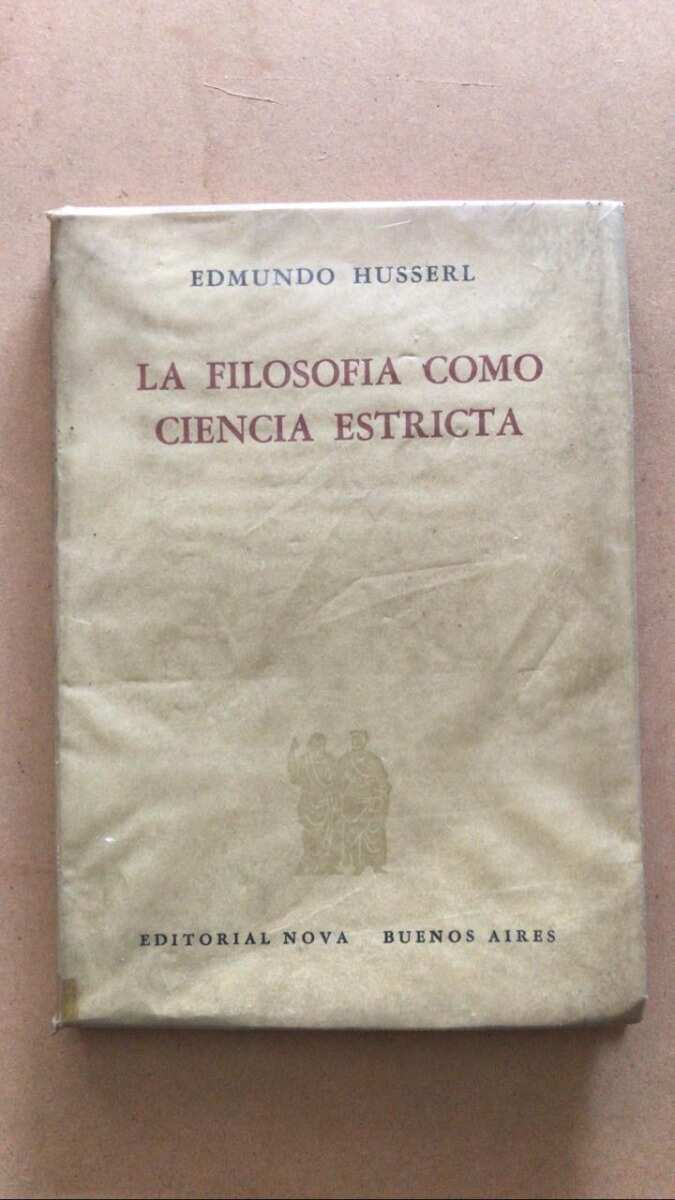 EDMUNDO HUSSERL
LA FILOSOFIA COMO
CIENCIA ESTRICTA
EDITORIAL NOVA BUENOS AIRES